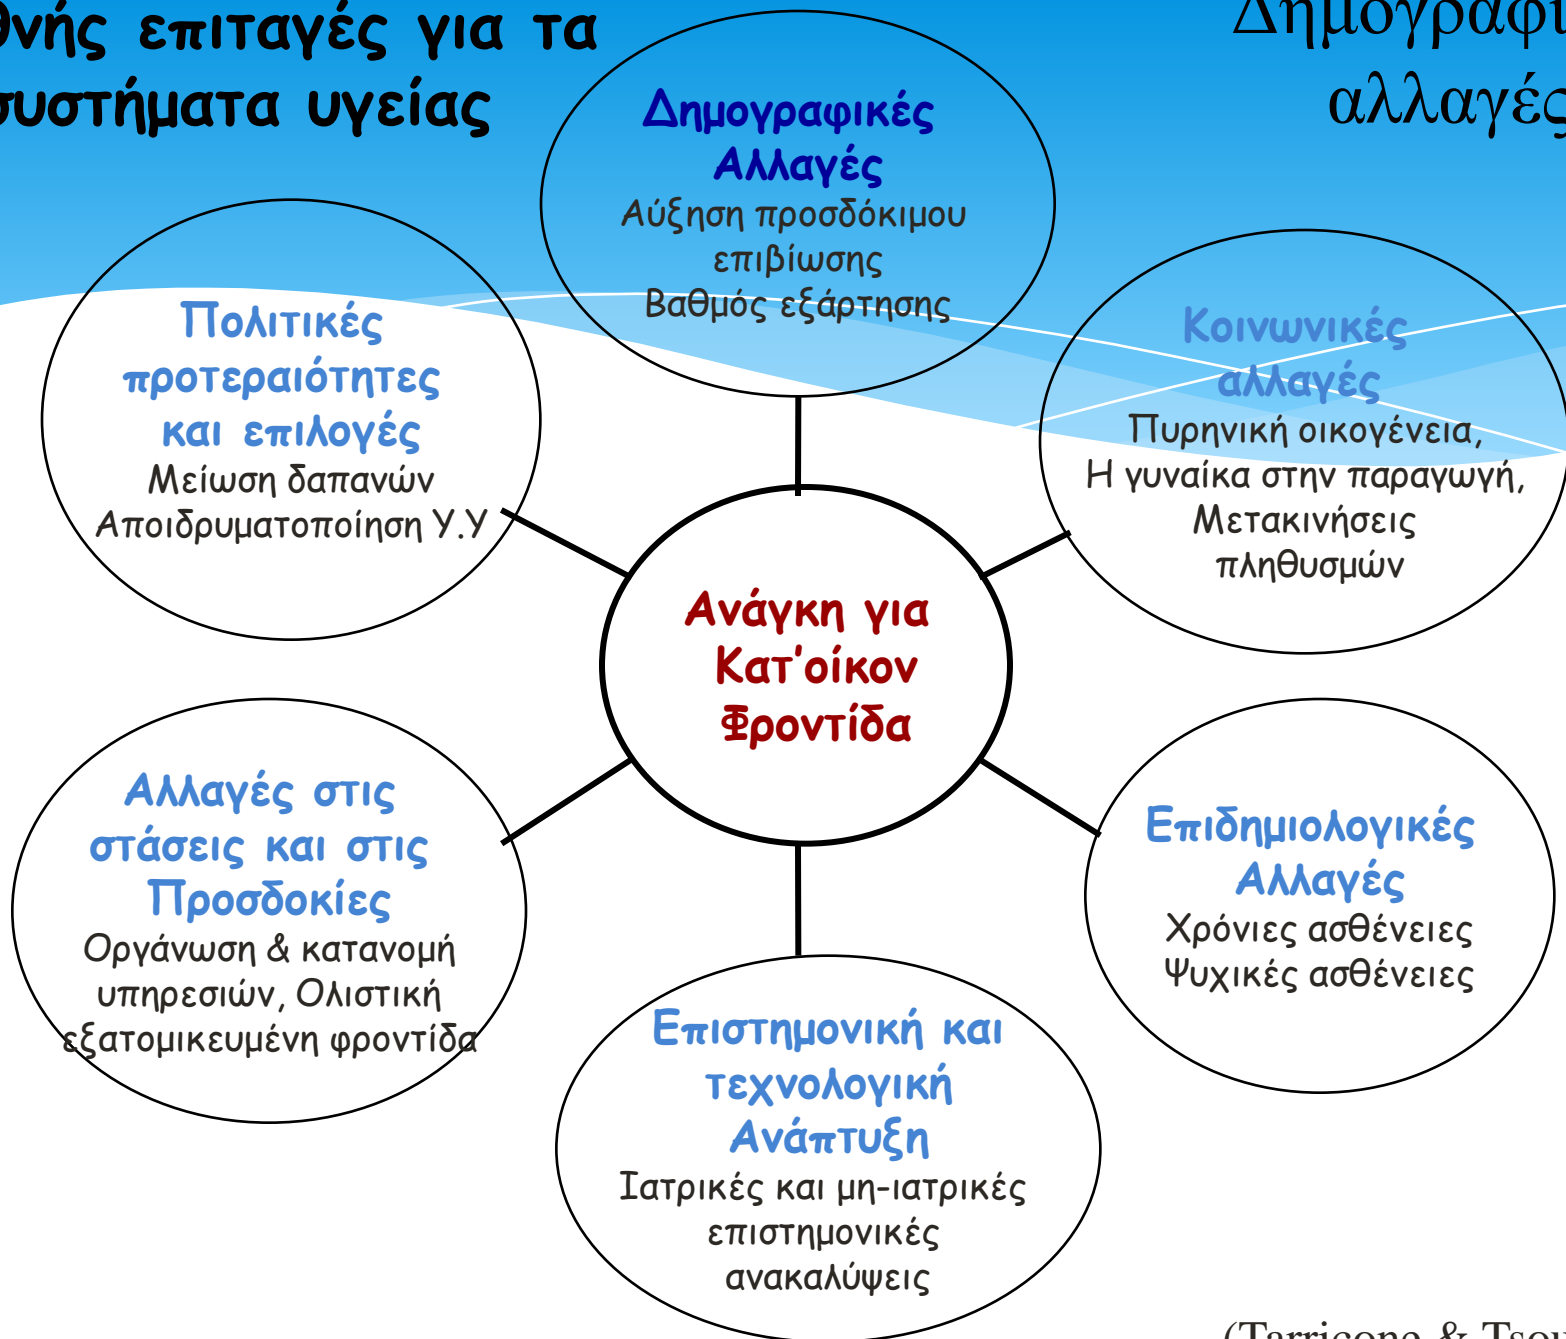 επιταγές για τα
συστήματα υγείας
αλλαγές
Δημογραφικές
Αλλαγές
Αύξηση προσδόκιμου
επιβίωσης
Βαθμός εξάρτησης
Πολιτικές
προτεραιότητες
και επιλογές
Μείωση δαπανών
Αποιδρυματοποίηση Υ.Υ
Κοινωνικές
αλλαγές
Πυρηνική οικογένεια,
Η γυναίκα στην παραγωγή,
Μετακινήσεις
πληθυσμών
Ανάγκη για
Κατ'οίκον
Φροντίδα
Αλλαγές στις
στάσεις και στις
Προσδοκίες
Οργάνωση & κατανομή
υπηρεσιών, Ολιστική
εξατομικευμένη φροντίδα
Επιδημιολογικές
Αλλαγές
Χρόνιες ασθένειες
Ψυχικές ασθένειες
Επιστημονική και
τεχνολογική
Ανάπτυξη
Ιατρικές και μη-ιατρικές
επιστημονικές
ανακαλύψεις
(Tarricone &